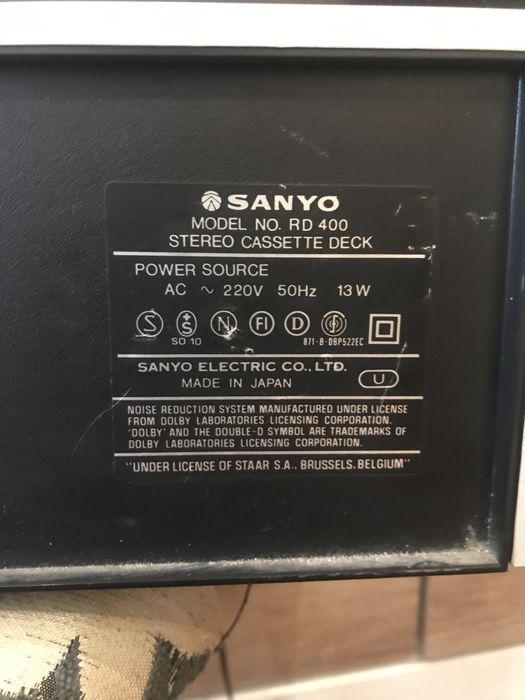 SANYO
MODEL NO. RD 400
STEREO CASSETTE DECK
POWER SOURCE
AC ~ 220V 50Hz 13W
S S N FI D
SO 10 871-B-DBP522EC
SANYO ELECTRIC CO., LTD.
MADE IN JAPAN U
NOISE REDUCTION SYSTEM MANUFACTURED UNDER LICENSE
FROM DOLBY LABORATORIES LICENSING CORPORATION.
'DOLBY' AND THE DOUBLE-D SYMBOL ARE TRADEMARKS OF
DOLBY LABORATORIES LICENSING CORPORATION.
"UNDER LICENSE OF STAAR S.A., BRUSSELS, BELGIUM"